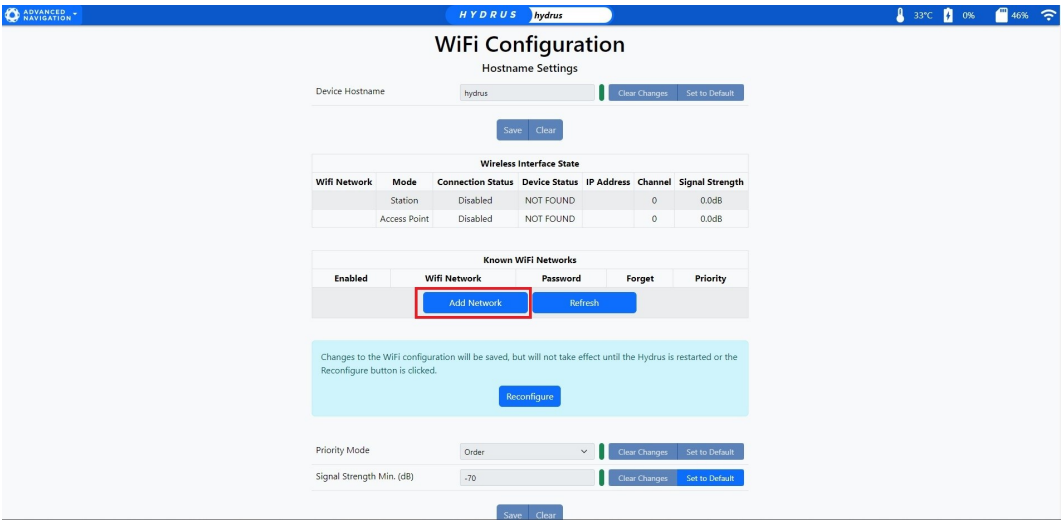 ADVANCED NAVIGATION
HYDRUS hydrus
33°C 0% 46%
WiFi Configuration
Hostname Settings
Device Hostname hydrus Clear Changes Set to Default
Save Clear
Wireless Interface State
Wifi Network Mode Connection Status Device Status IP Address Channel Signal Strength
Station Disabled NOT FOUND 0 0.0dB
Access Point Disabled NOT FOUND 0 0.0dB
Known WiFi Networks
Enabled Wifi Network Password Forget Priority
Add Network Refresh
Changes to the WiFi configuration will be saved, but will not take effect until the Hydrus is restarted or the
Reconfigure button is clicked.
Reconfigure
Priority Mode Order Clear Changes Set to Default
Signal Strength Min. (dB) -70 Clear Changes Set to Default
Save Clear